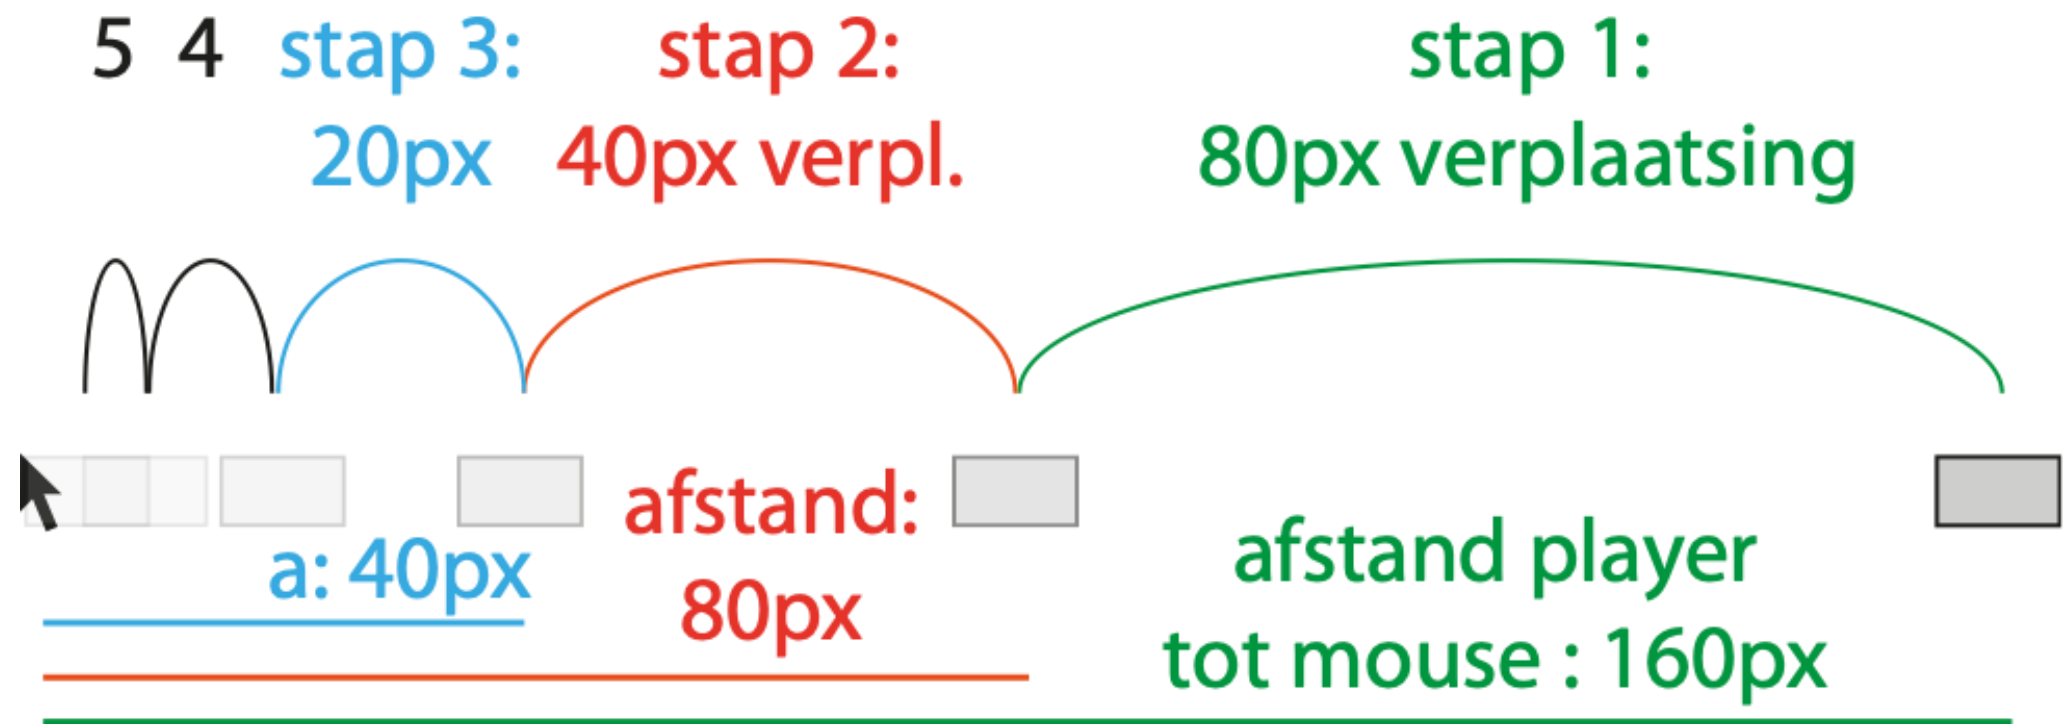 5 4 stap 3: stap 2: stap 1:
20px 40px verpl. 80px verplaatsing
afstand:
a: 40px
80px
afstand player
tot mouse : 160px